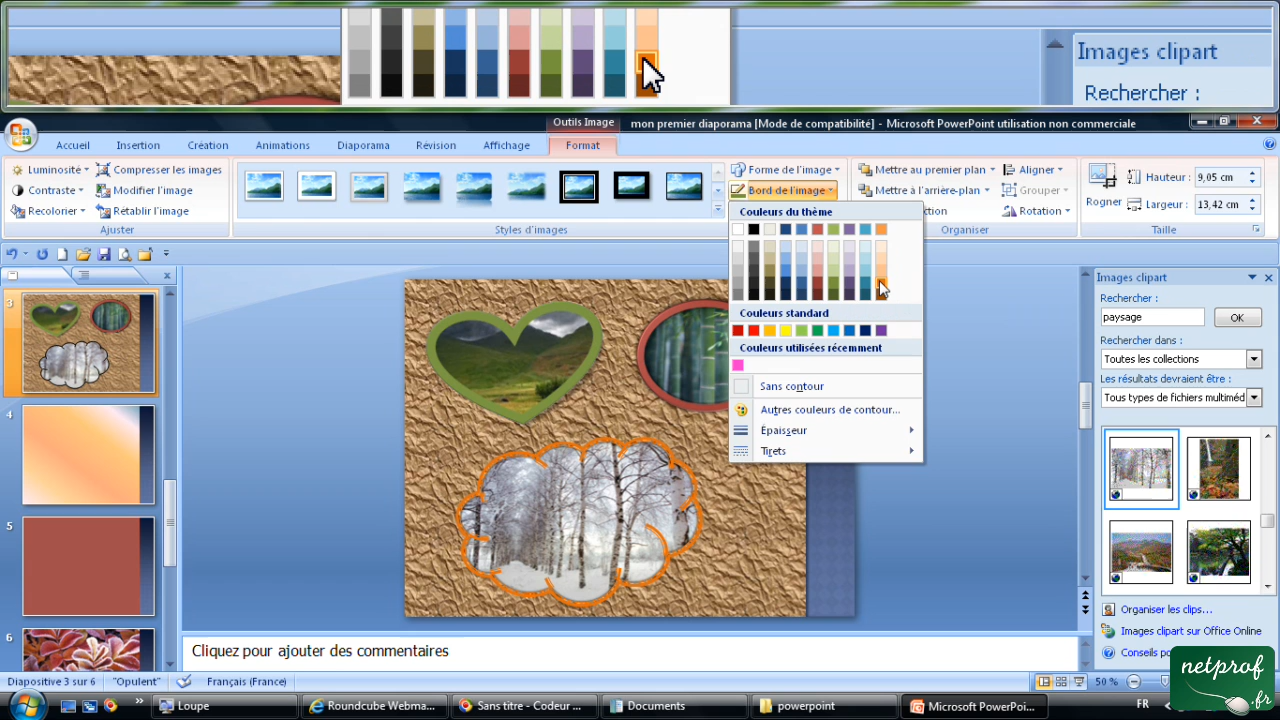 Images clipart
Rechercher :
Outils Image
mon premier diaporama [Mode de compatibilité] - Microsoft PowerPoint utilisation non commerciale
Accueil
Insertion
Création
Animations
Diaporama
Révision
Affichage
Format
Luminosité
Compresser les images
Contraste
Modifier l'image
Recolorier
Rétablir l'image
Ajuster
Styles d'images
Forme de l'image
Bord de l'image
Mettre au premier plan
Mettre à l'arrière-plan
Aligner
Grouper
Rotation
Organiser
Rogner
Hauteur :
9,05 cm
Largeur :
13,42 cm
Taille
Couleurs du thème
Couleurs standard
Couleurs utilisées récemment
Sans contour
Autres couleurs de contour...
Épaisseur
Tirets
3
4
5
6
Images clipart
Rechercher :
paysage
OK
Rechercher dans :
Toutes les collections
Les résultats devraient être :
Tous types de fichiers multiméd
Organiser les clips...
Images clipart sur Office Online
Conseils po
Cliquez pour ajouter des commentaires
Diapositive 3 sur 6
"Opulent"
Français (France)
50 %
netprof
.fr
Loupe
Roundcube Webma...
Sans titre - Codeur ...
Documents
powerpoint
Microsoft PowerPoi...
FR